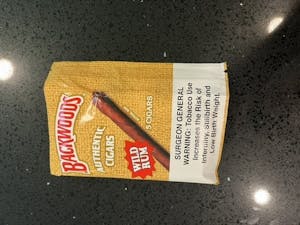 BACKWOODS
AUTHENTIC
CIGARS
WILD
RUM
5 CIGARS
SURGEON GENERAL
WARNING: Tobacco Use
Increases the Risk of
Infertility, Stillbirth and
Low Birth Weight.